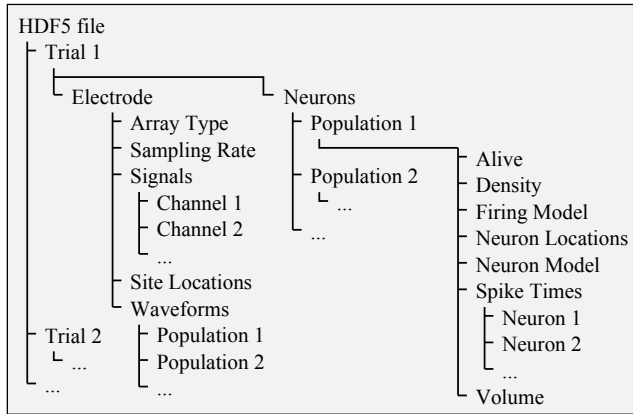 HDF5 file
Trial 1
Electrode
Array Type
Sampling Rate
Signals
Channel 1
Channel 2
...
Site Locations
Waveforms
Population 1
Population 2
...
Neurons
Population 1
Alive
Density
Firing Model
Neuron Locations
Neuron Model
Spike Times
Neuron 1
Neuron 2
...
Volume
Population 2
...
...
Trial 2
...
...